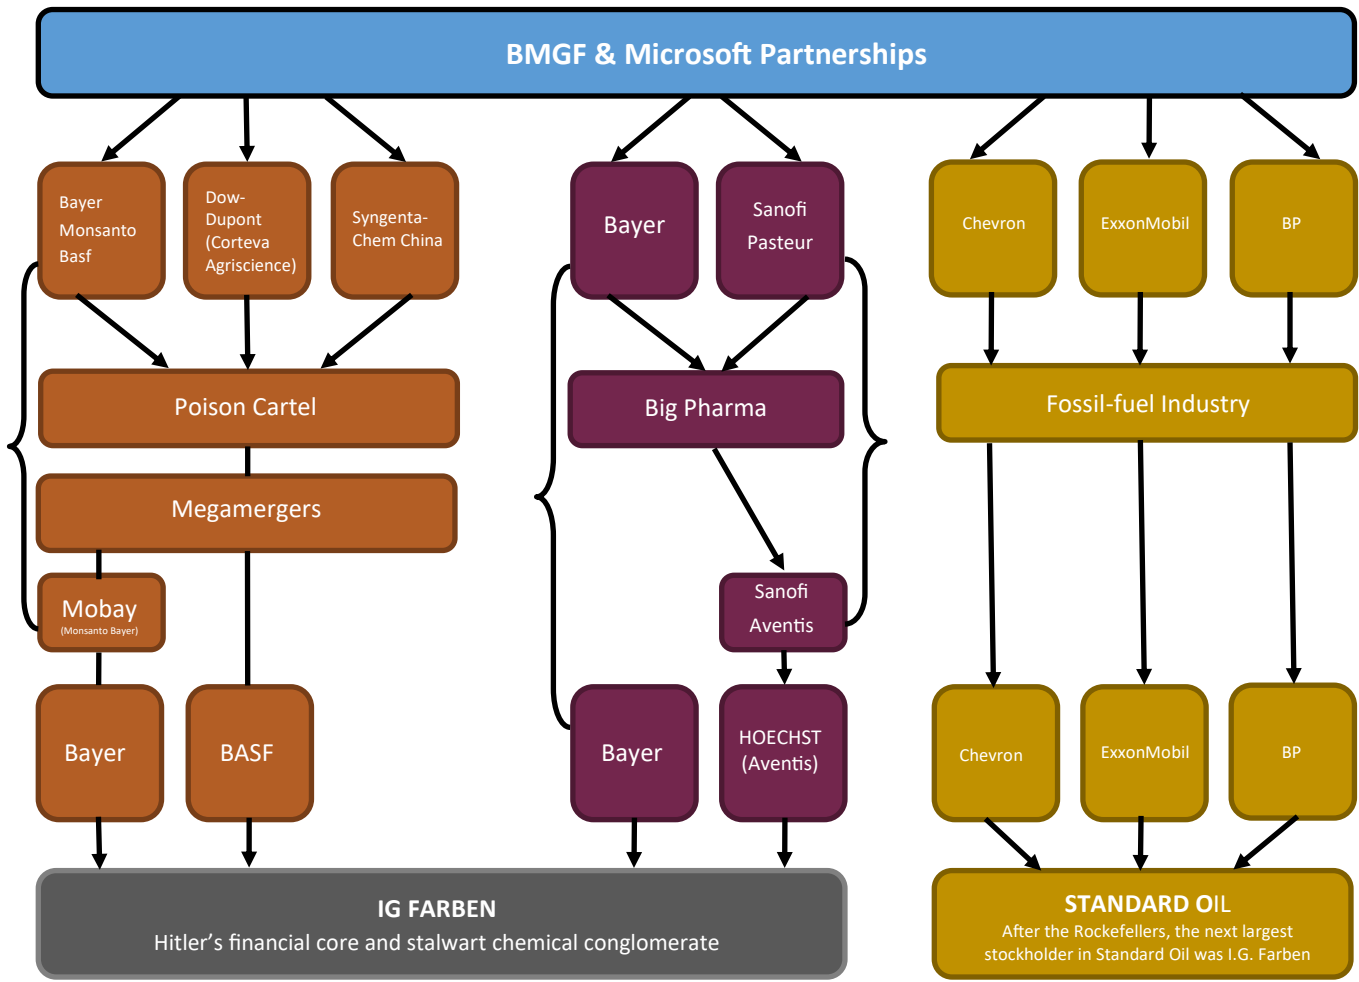 BMGF & Microsoft Partnerships
Bayer
Monsanto
Basf
Dow-
Dupont
(Corteva
Agriscience)
Syngenta-
Chem China
Bayer
Sanofi
Pasteur
Chevron
ExxonMobil
BP
Poison Cartel
Big Pharma
Fossil-fuel Industry
Megamergers
Mobay
(Monsanto Bayer)
Sanofi
Aventis
Bayer
BASF
Bayer
HOECHST
(Aventis)
Chevron
ExxonMobil
BP
IG FARBEN
Hitler’s financial core and stalwart chemical conglomerate
STANDARD OIL
After the Rockefellers, the next largest
stockholder in Standard Oil was I.G. Farben